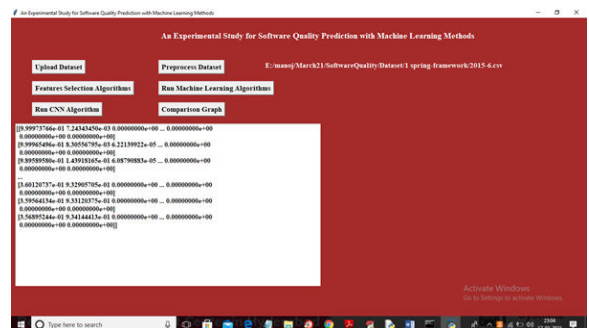 An Experimental Study for Software Quality Prediction with Machine Learning Methods
An Experimental Study for Software Quality Prediction with Machine Learning Methods
Upload Dataset
Preprocess Dataset
E:/manoj/March21/SoftwareQuality/Dataset/1 spring-framework/2015-6.csv
Features Selection Algorithms
Run Machine Learning Algorithms
Run CNN Algorithm
Comparison Graph
[[9.99973766e-01 7.24343450e-03 0.00000000e+00 ... 0.00000000e+00
0.00000000e+00 0.00000000e+00]
[9.99965496e-01 8.30556795e-03 6.22139922e-05 ... 0.00000000e+00
0.00000000e+00 0.00000000e+00]
[9.89589580e-01 1.43918165e-01 6.08790883e-05 ... 0.00000000e+00
0.00000000e+00 0.00000000e+00]
...
[3.60120737e-01 9.32905705e-01 0.00000000e+00 ... 0.00000000e+00
0.00000000e+00 0.00000000e+00]
[3.59564134e-01 9.33120375e-01 0.00000000e+00 ... 0.00000000e+00
0.00000000e+00 0.00000000e+00]
[3.56895244e-01 9.34144413e-01 0.00000000e+00 ... 0.00000000e+00
0.00000000e+00 0.00000000e+00]]
Activate Windows
Go to Settings to activate Windows.
Type here to search
23:04